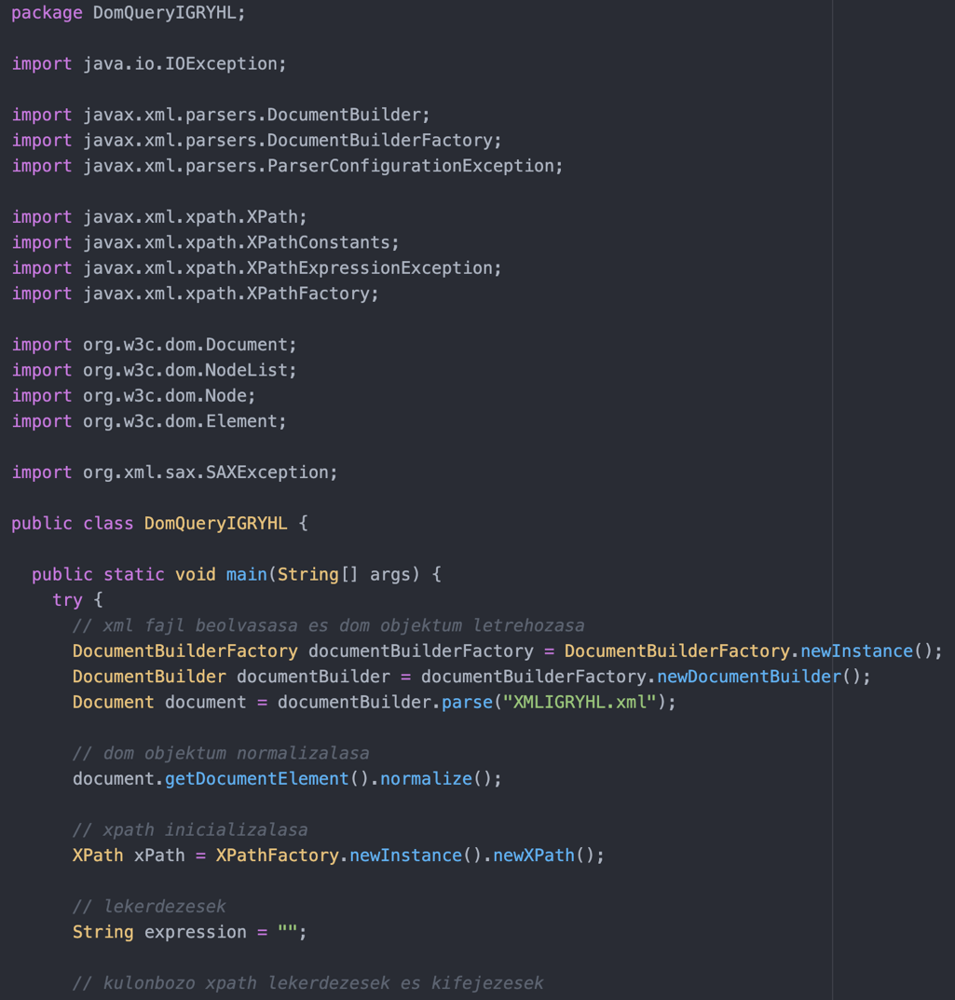 package DomQueryIGRYHL;
import java.io.IOException;
import javax.xml.parsers.DocumentBuilder;
import javax.xml.parsers.DocumentBuilderFactory;
import javax.xml.parsers.ParserConfigurationException;
import javax.xml.xpath.XPath;
import javax.xml.xpath.XPathConstants;
import javax.xml.xpath.XPathExpressionException;
import javax.xml.xpath.XPathFactory;
import org.w3c.dom.Document;
import org.w3c.dom.NodeList;
import org.w3c.dom.Node;
import org.w3c.dom.Element;
import org.xml.sax.SAXException;
public class DomQueryIGRYHL {
public static void main(String[] args) {
try {
// xml fajl beolvasasa es dom objektum letrehozasa
DocumentBuilderFactory documentBuilderFactory = DocumentBuilderFactory.newInstance();
DocumentBuilder documentBuilder = documentBuilderFactory.newDocumentBuilder();
Document document = documentBuilder.parse("XMLIGRYHL.xml");
// dom objektum normalizalasa
document.getDocumentElement().normalize();
// xpath inicializalasa
XPath xPath = XPathFactory.newInstance().newXPath();
// lekerdezesek
String expression = "";
// kulonbozo xpath lekerdezesek es kifejezesek